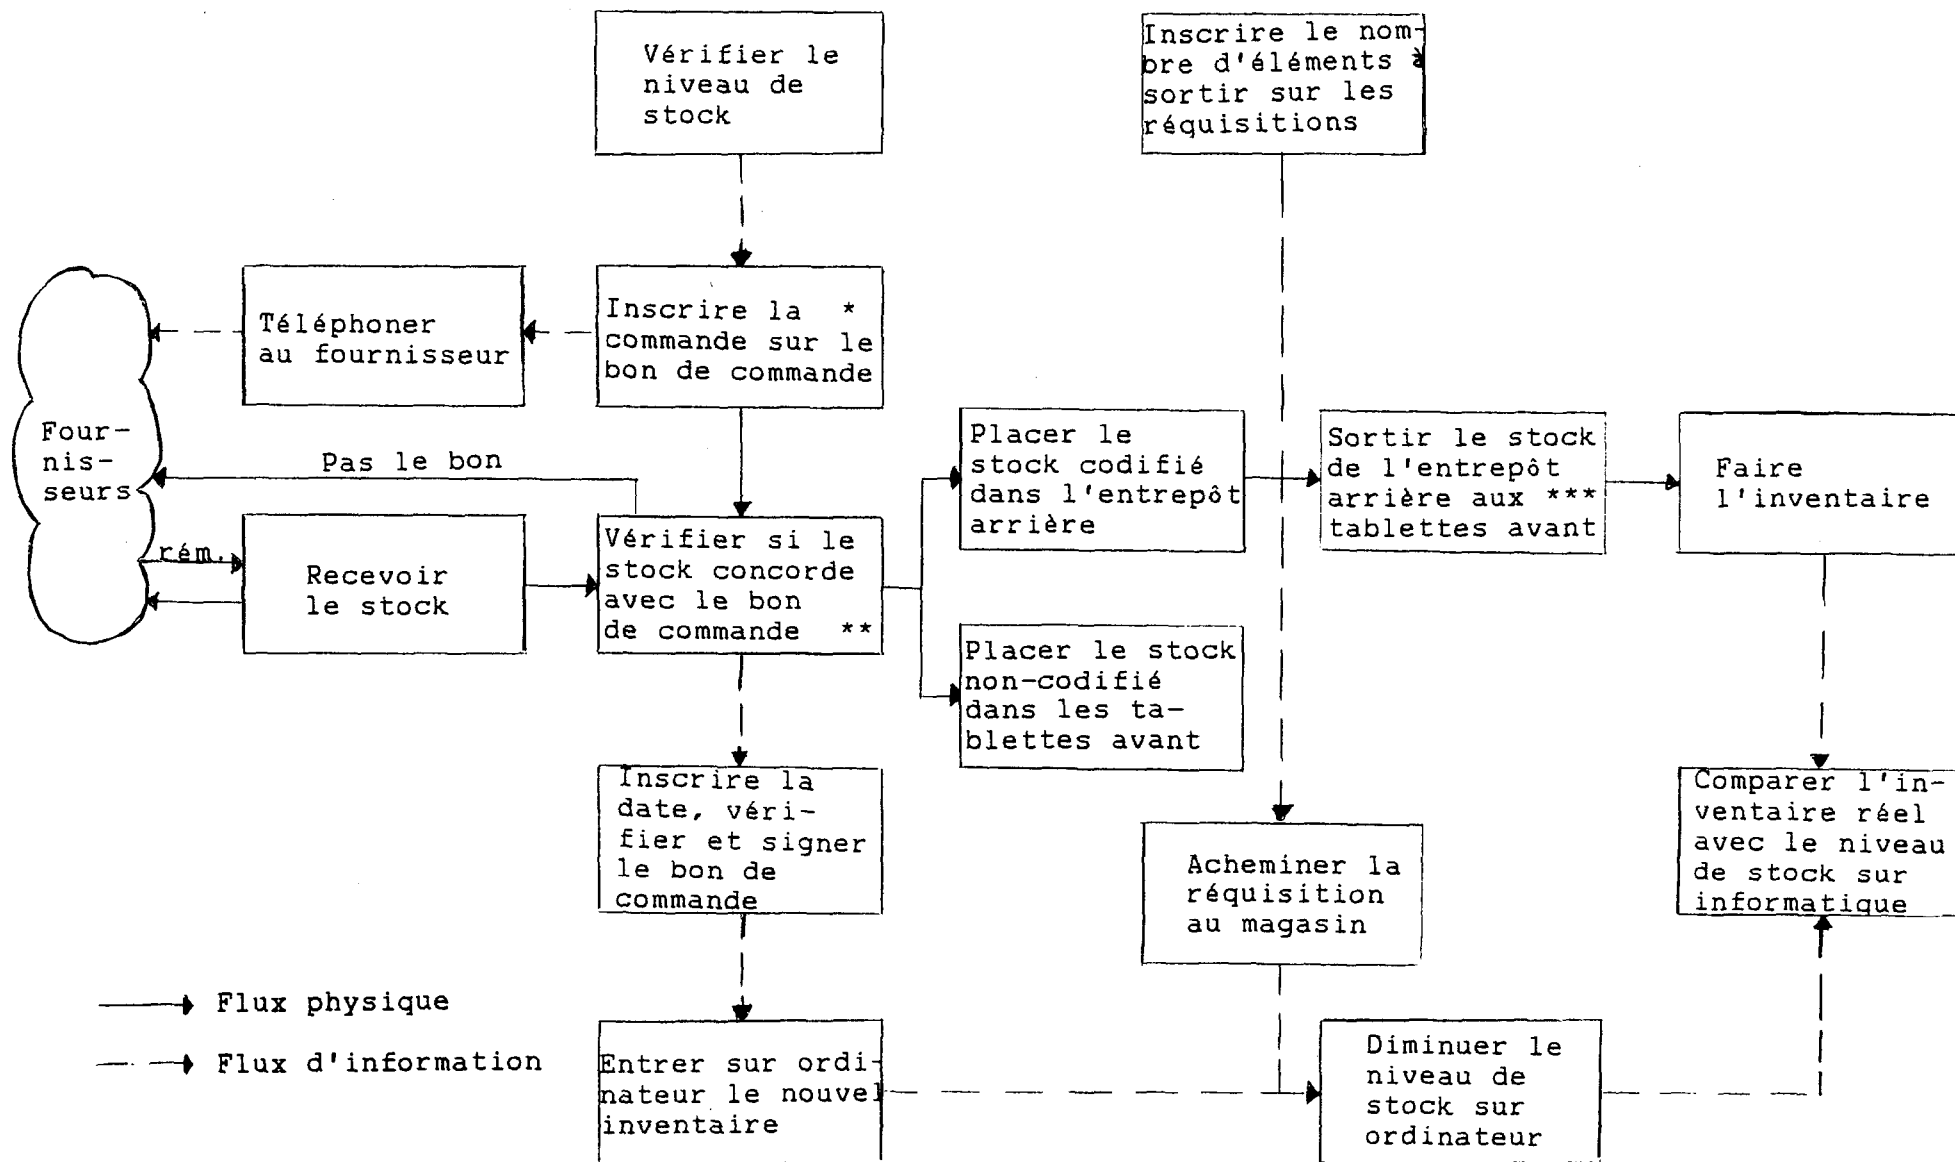 Vérifier le
niveau de
stock
Inscrire le nom-
bre d'éléments à
sortir sur les
réquisitions
Téléphoner
au fournisseur
Inscrire la *
commande sur le
bon de commande
Four-
nis-
seurs
Pas le bon
Placer le
stock codifié
dans l'entrepôt
arrière
Sortir le stock
de l'entrepôt
arrière aux ***
tablettes avant
Faire
l'inventaire
rém.
Recevoir
le stock
Vérifier si le
stock concorde
avec le bon
de commande **
Placer le stock
non-codifié
dans les ta-
blettes avant
Inscrire la
date, véri-
fier et signer
le bon de
commande
Acheminer la
réquisition
au magasin
Comparer l'in-
ventaire réel
avec le niveau
de stock sur
informatique
Flux physique
Flux d'information
Entrer sur ordi-
nateur le nouvel
inventaire
Diminuer le
niveau de
stock sur
ordinateur